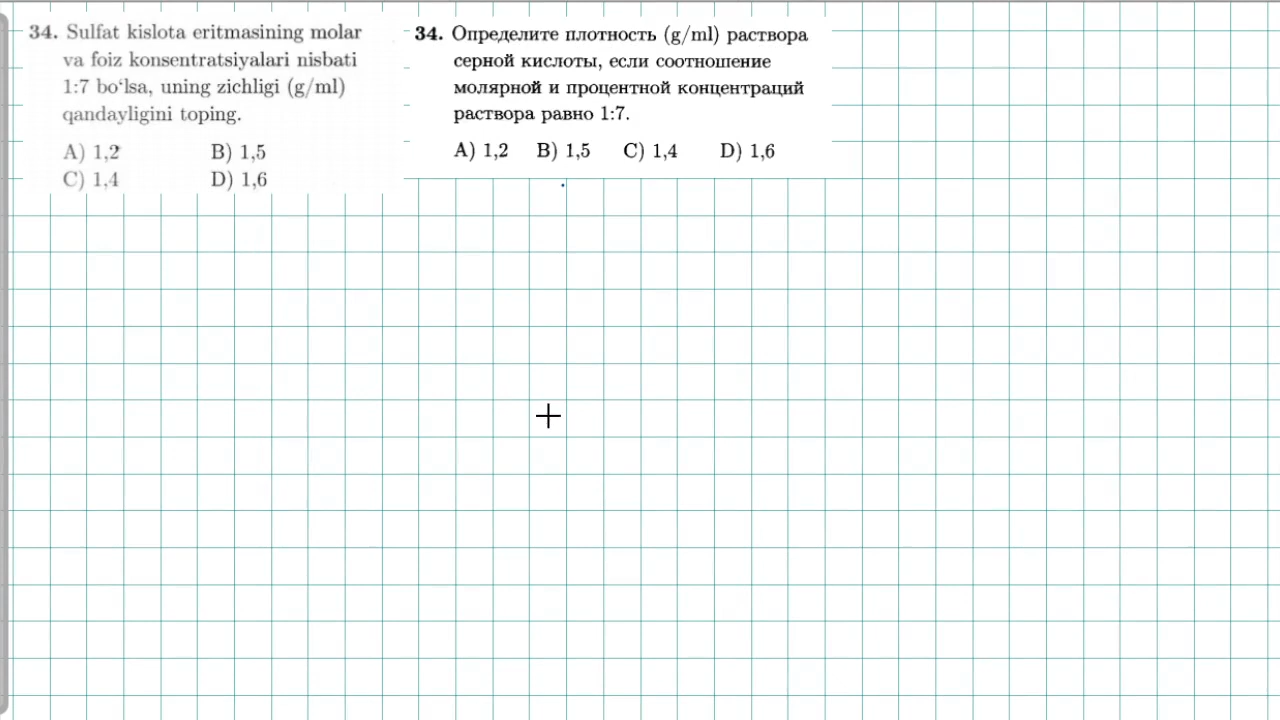 34. Sulfat kislota eritmasining molar
va foiz konsentratsiyalari nisbati
1:7 bo‘lsa, uning zichligi (g/ml)
qandayligini toping.
A) 1,2 B) 1,5
C) 1,4 D) 1,6
34. Определите плотность (g/ml) раствора
серной кислоты, если соотношение
молярной и процентной концентраций
раствора равно 1:7.
A) 1,2 B) 1,5 C) 1,4 D) 1,6